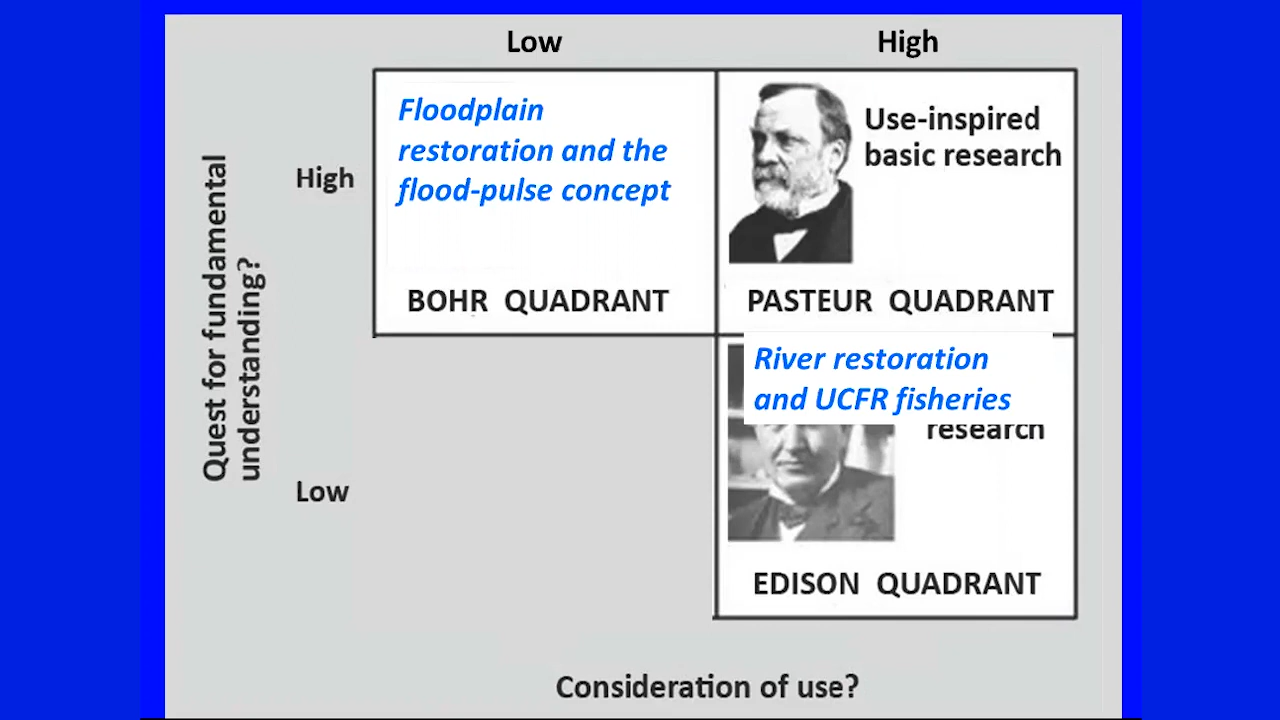 Low
High
Floodplain
restoration and the
flood-pulse concept
Use-inspired
basic research
High
Quest for fundamental
understanding?
BOHR QUADRANT
PASTEUR QUADRANT
River restoration
and UCFR fisheries
research
Low
EDISON QUADRANT
Consideration of use?